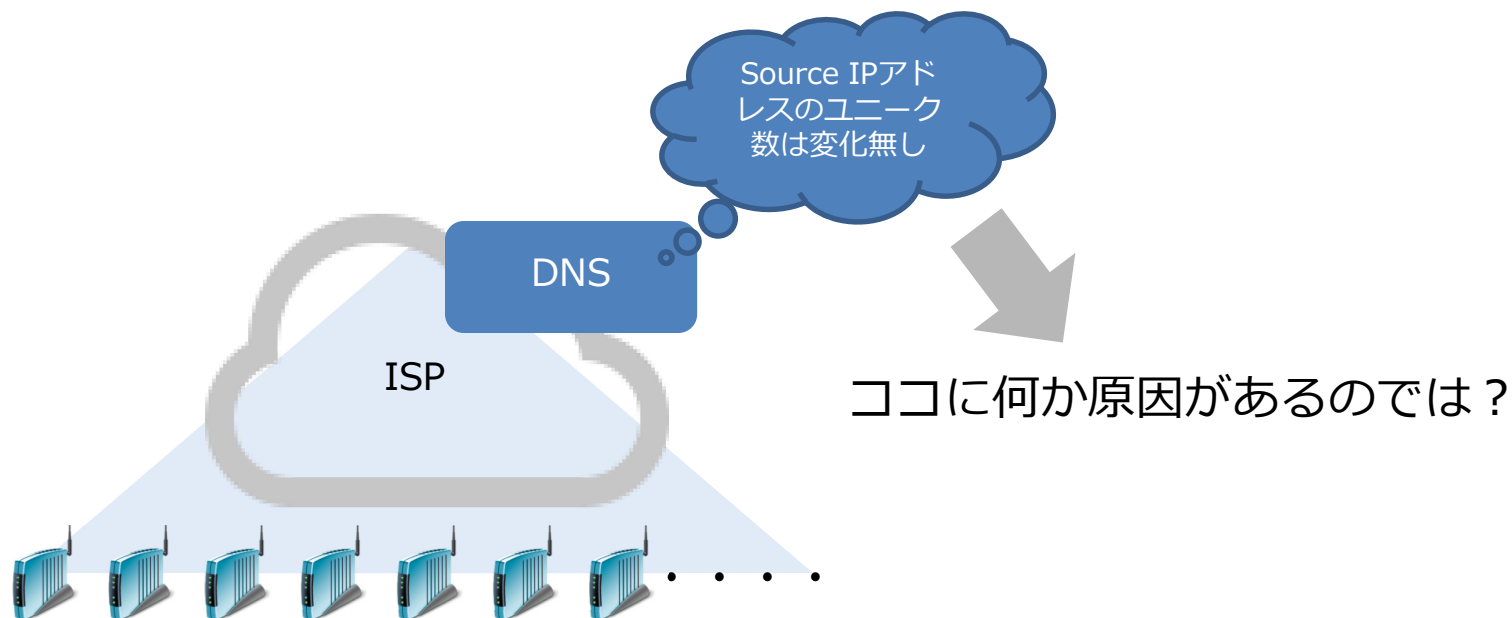 Source IPアド
レスのユニーク
数は変化無し
DNS
ISP
ココに何か原因があるのでは？
・・・・